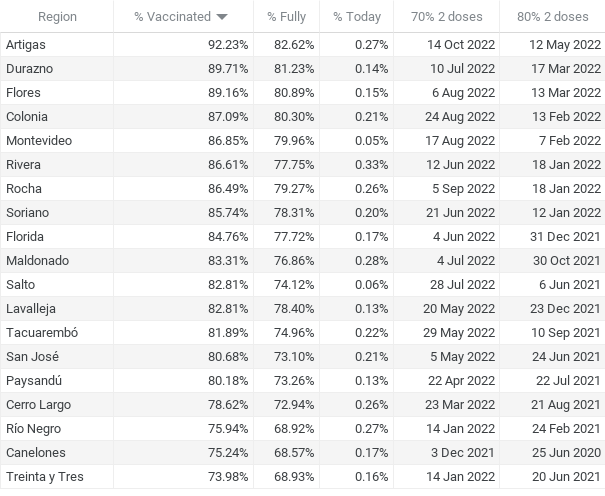 Region % Vaccinated % Fully % Today 70% 2 doses 80% 2 doses
Artigas 92.23% 82.62% 0.27% 14 Oct 2022 12 May 2022
Durazno 89.71% 81.23% 0.14% 10 Jul 2022 17 Mar 2022
Flores 89.16% 80.89% 0.15% 6 Aug 2022 13 Mar 2022
Colonia 87.09% 80.30% 0.21% 24 Aug 2022 13 Feb 2022
Montevideo 86.85% 79.96% 0.05% 17 Aug 2022 7 Feb 2022
Rivera 86.61% 77.75% 0.33% 12 Jun 2022 18 Jan 2022
Rocha 86.49% 79.27% 0.26% 5 Sep 2022 18 Jan 2022
Soriano 85.74% 78.31% 0.20% 21 Jun 2022 12 Jan 2022
Florida 84.76% 77.72% 0.17% 4 Jun 2022 31 Dec 2021
Maldonado 83.31% 76.86% 0.28% 4 Jul 2022 30 Oct 2021
Salto 82.81% 74.12% 0.06% 28 Jul 2022 6 Jun 2021
Lavalleja 82.81% 78.40% 0.13% 20 May 2022 23 Dec 2021
Tacuarembó 81.89% 74.96% 0.22% 29 May 2022 10 Sep 2021
San José 80.68% 73.10% 0.21% 5 May 2022 24 Jun 2021
Paysandú 80.18% 73.26% 0.13% 22 Apr 2022 22 Jul 2021
Cerro Largo 78.62% 72.94% 0.26% 23 Mar 2022 21 Aug 2021
Río Negro 75.94% 68.92% 0.27% 14 Jan 2022 24 Feb 2021
Canelones 75.24% 68.57% 0.17% 3 Dec 2021 25 Jun 2020
Treinta y Tres 73.98% 68.93% 0.16% 14 Jan 2022 20 Jun 2021